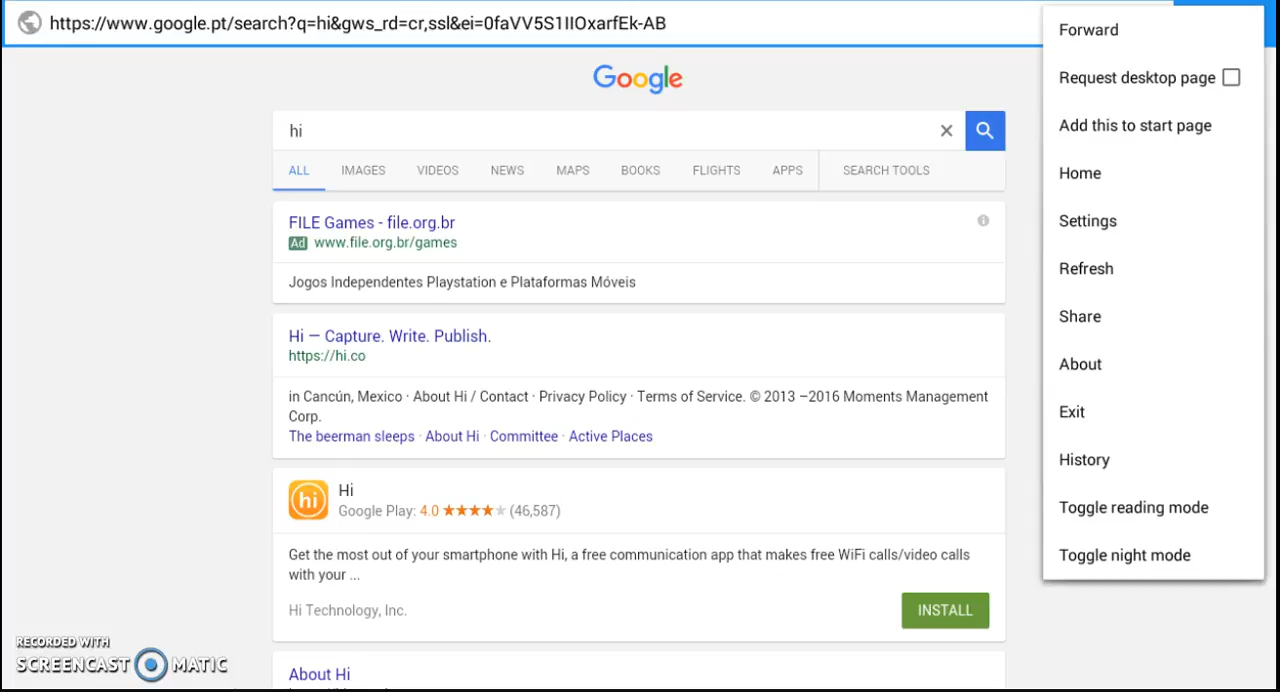 https://www.google.pt/search?q=hi&gws_rd=cr,ssl&ei=0faVV5S1IIOxarfEk-AB
Google
hi
ALL IMAGES VIDEOS NEWS MAPS BOOKS FLIGHTS APPS SEARCH TOOLS
FILE Games - file.org.br
Ad www.file.org.br/games
Jogos Independentes Playstation e Plataformas Móveis
Hi — Capture. Write. Publish.
https://hi.co
in Cancún, Mexico · About Hi / Contact · Privacy Policy · Terms of Service. © 2013 –2016 Moments Management
Corp.
The beerman sleeps · About Hi · Committee · Active Places
hi
Hi
Google Play: 4.0 ★★★★★ (46,587)
Get the most out of your smartphone with Hi, a free communication app that makes free WiFi calls/video calls
with your ...
Hi Technology, Inc.
INSTALL
About Hi
Forward
Request desktop page
Add this to start page
Home
Settings
Refresh
Share
About
Exit
History
Toggle reading mode
Toggle night mode
RECORDED WITH
SCREENCAST MATIC